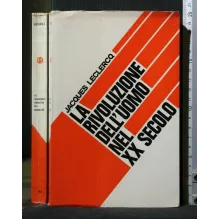 JACQUES LECLERCQ
LA
RIVOLUZIONE
DELL'UOMO
NEL
XX SECOLO